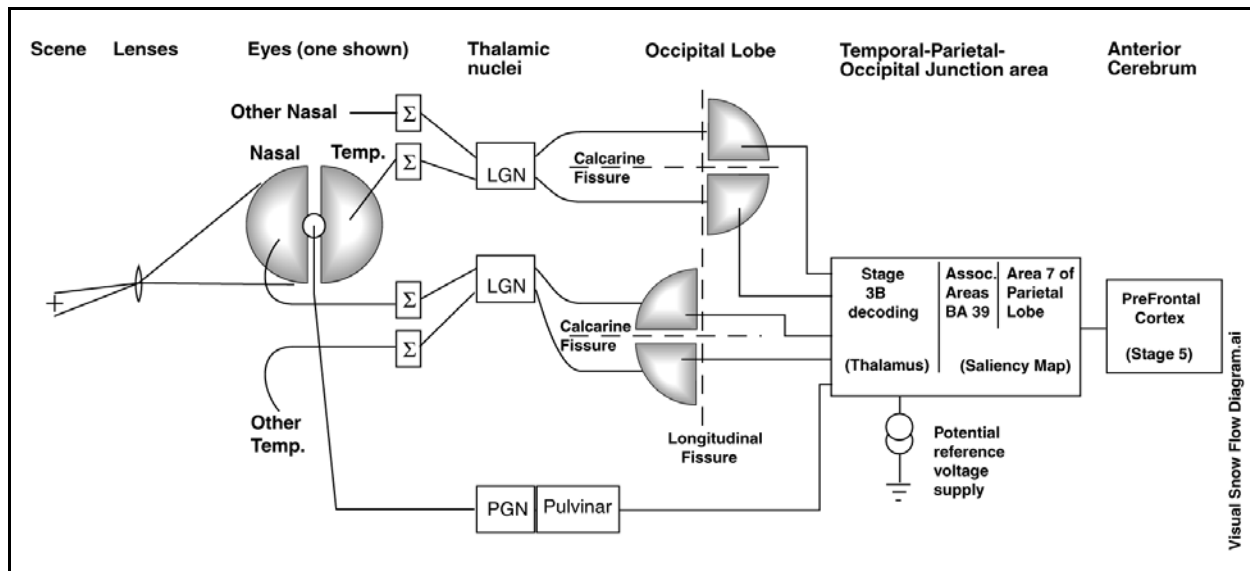 Scene
Lenses
Eyes (one shown)
Thalamic
nuclei
Occipital Lobe
Temporal-Parietal-
Occipital Junction area
Anterior
Cerebrum
Other Nasal
Σ
Nasal
Temp.
Σ
LGN
Calcarine
Fissure
Σ
LGN
Σ
Calcarine
Fissure
Other
Temp.
Longitudinal
Fissure
Stage
3B
decoding
(Thalamus)
Assoc.
Areas
BA 39
Area 7 of
Parietal
Lobe
(Saliency Map)
PreFrontal
Cortex
(Stage 5)
Potential
reference
voltage
supply
PGN
Pulvinar
Visual Snow Flow Diagram.ai